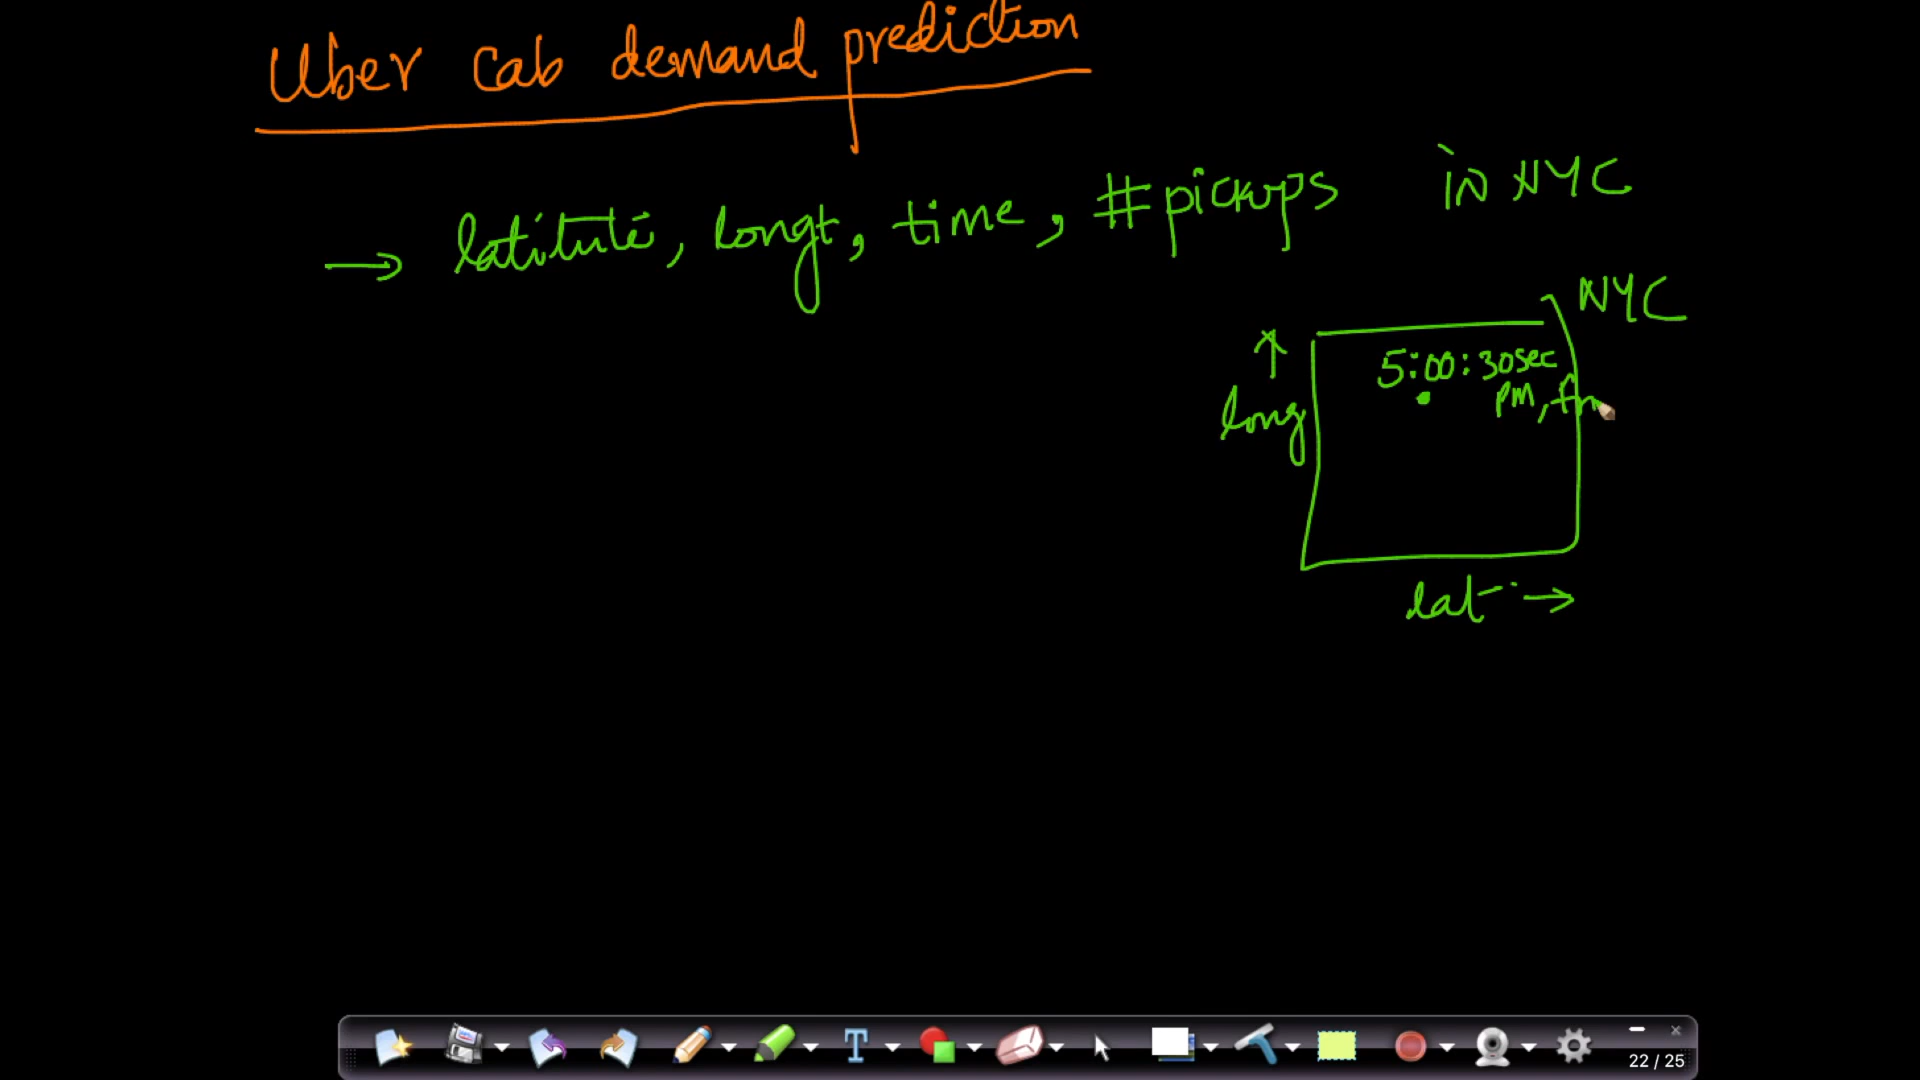 Uber Cab demand prediction
→ latitute, longt, time, #pickups in NYC
NYC
5:00:30sec
PM,
long
lat →
22 / 25